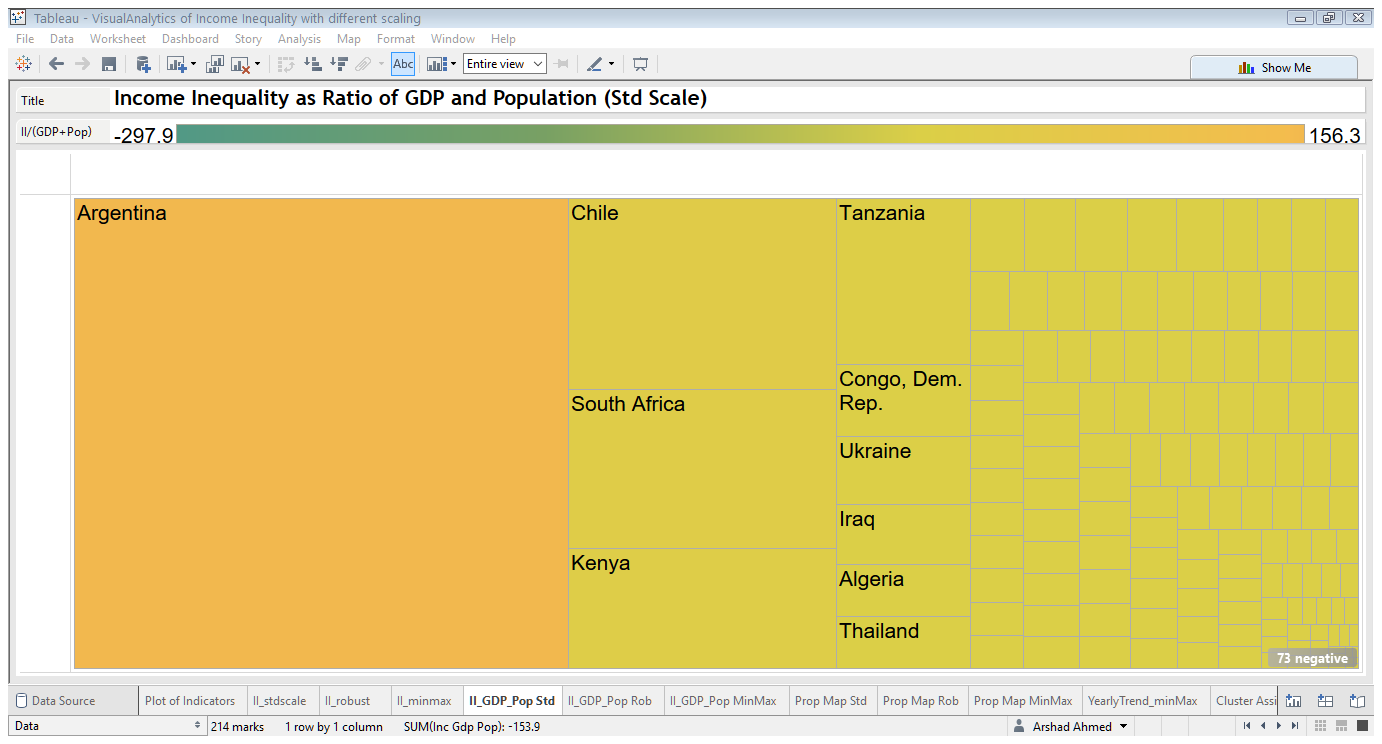 Tableau - VisualAnalytics of Income Inequality with different scaling
File Data Worksheet Dashboard Story Analysis Map Format Window Help
Abc Entire view Show Me
Title Income Inequality as Ratio of GDP and Population (Std Scale)
II/(GDP+Pop) -297.9 156.3
Argentina Chile Tanzania
Congo, Dem.
Rep.
South Africa
Ukraine
Iraq
Kenya
Algeria
Thailand
73 negative
Data Source Plot of Indicators II_stdscale II_robust II_minmax II_GDP_Pop Std II_GDP_Pop Rob II_GDP_Pop MinMax Prop Map Std Prop Map Rob Prop Map MinMax YearlyTrend_minMax Cluster Assi
Data 214 marks 1 row by 1 column SUM(Inc Gdp Pop): -153.9 Arshad Ahmed